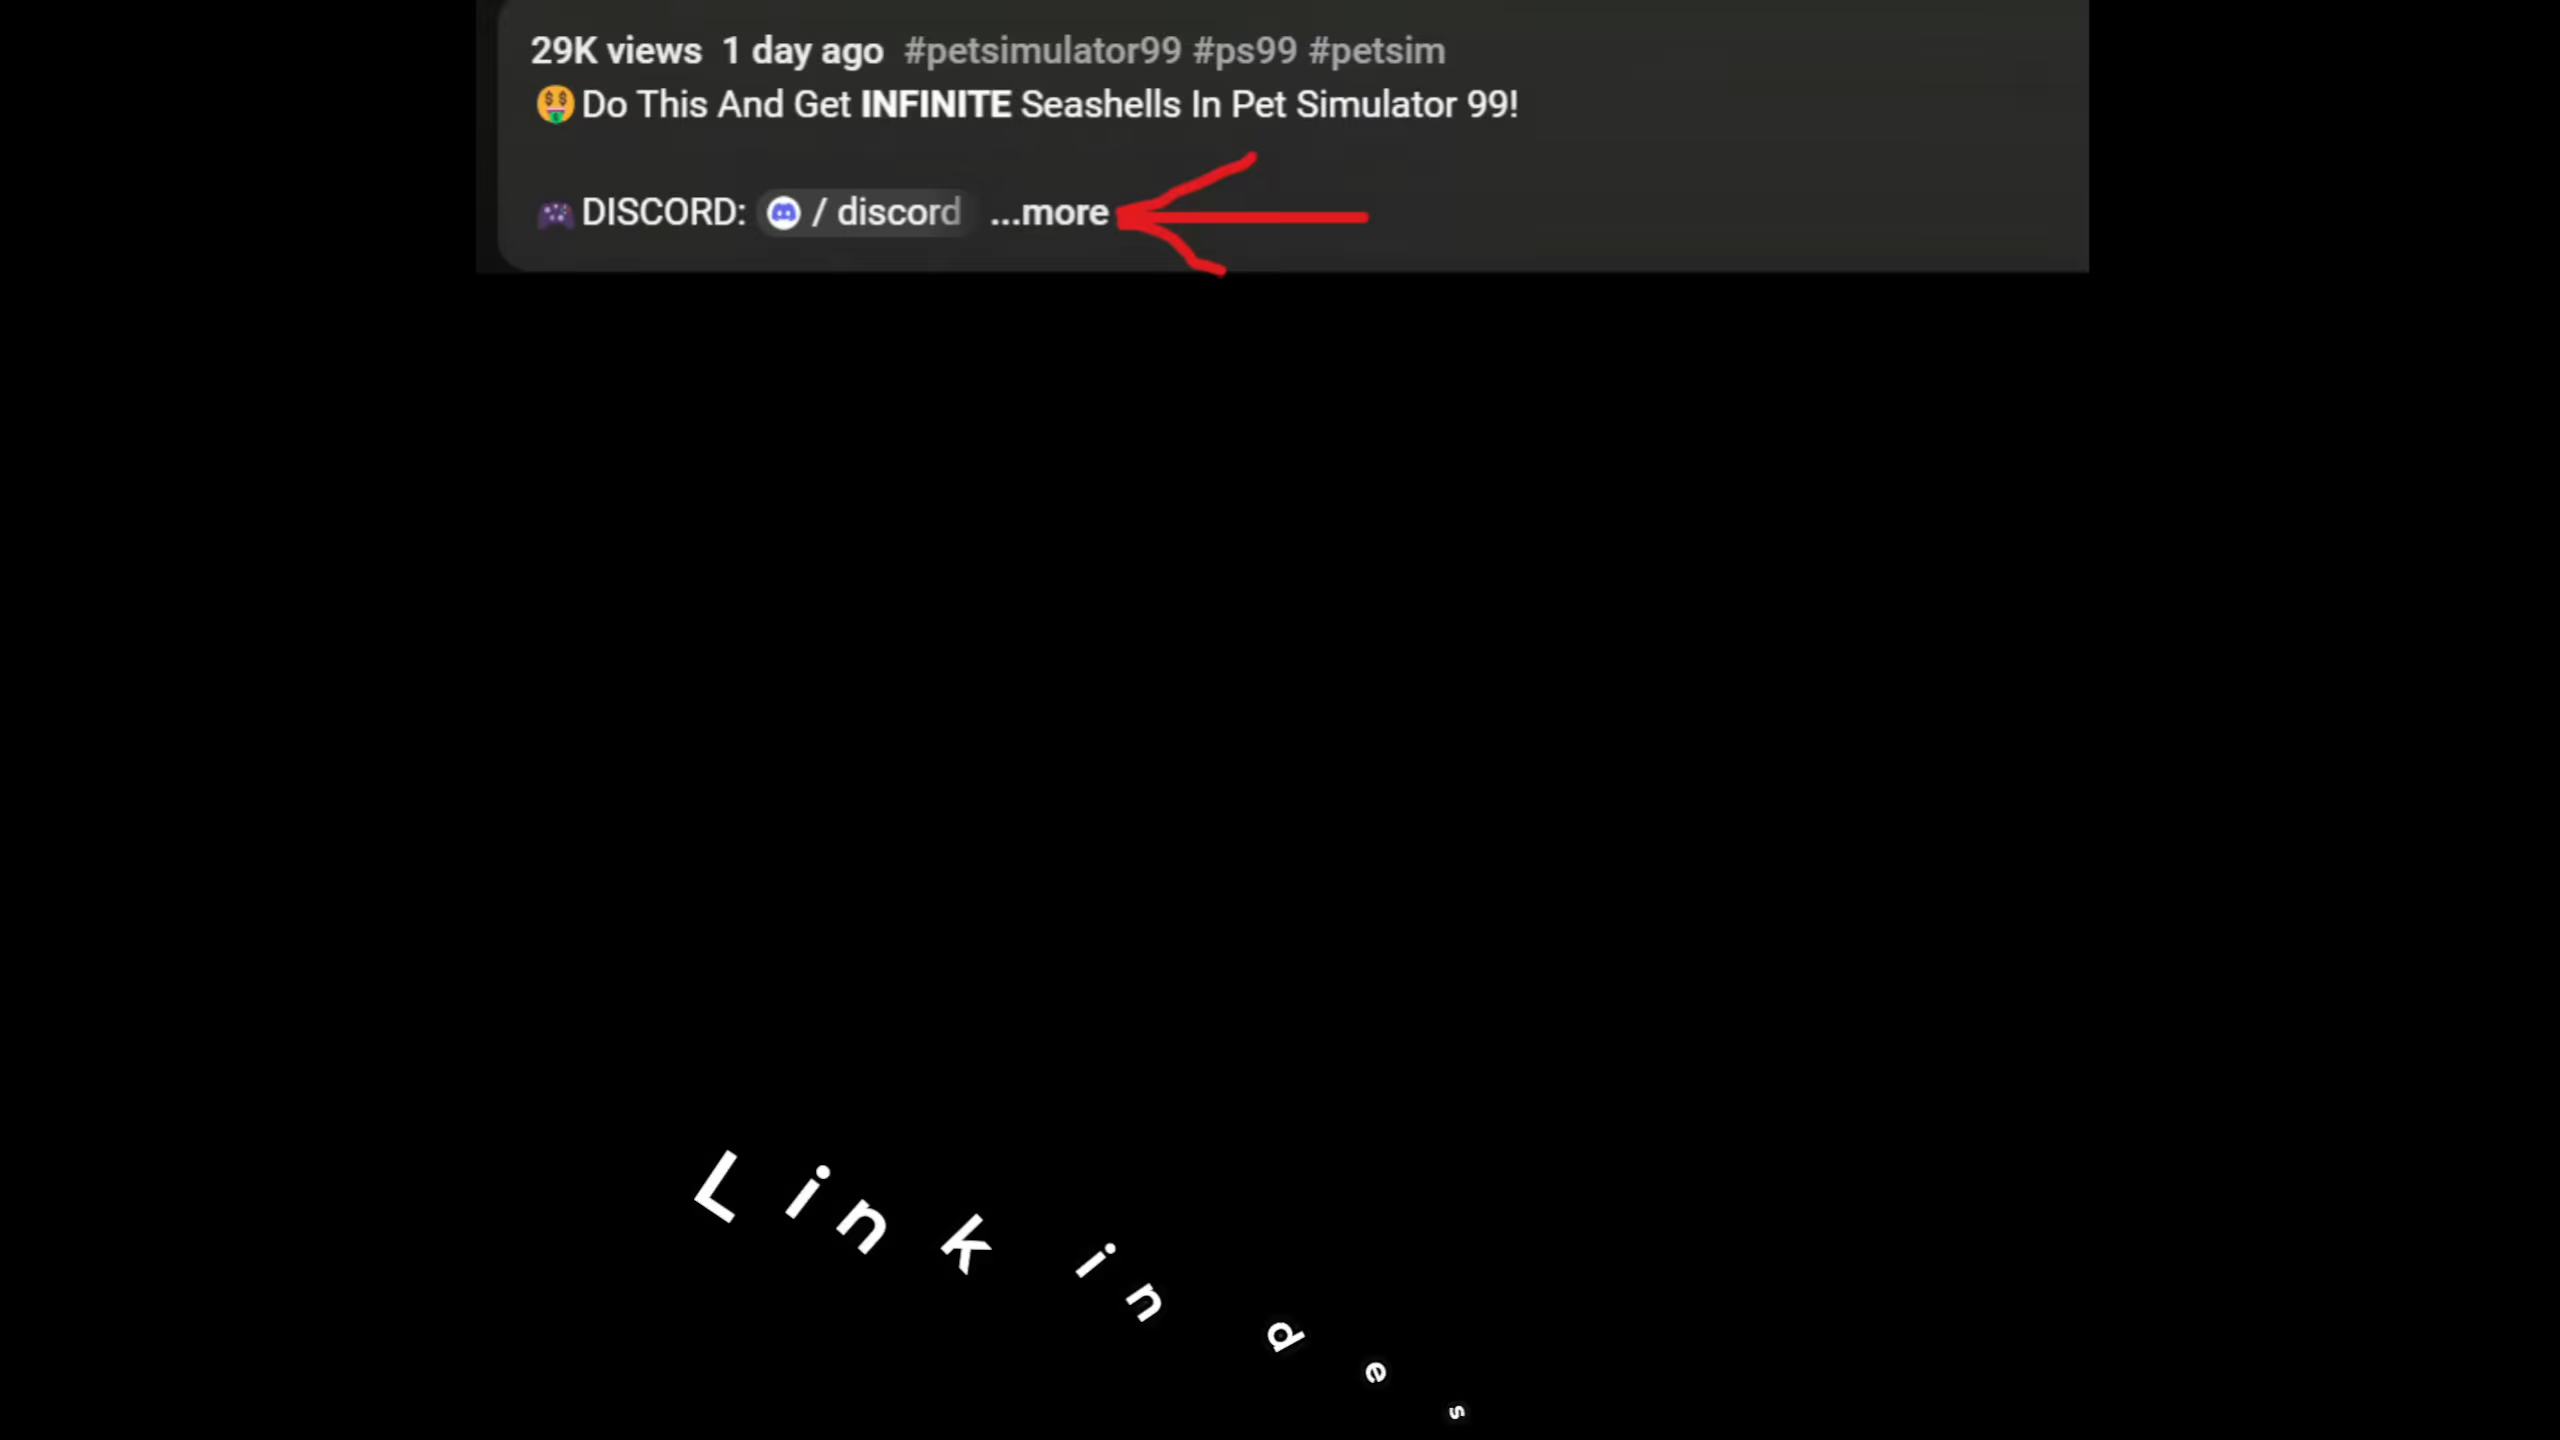 29K views 1 day ago #petsimulator99 #ps99 #petsim
🤑Do This And Get INFINITE Seashells In Pet Simulator 99!
🎮DISCORD: / discord ...more
Link in des